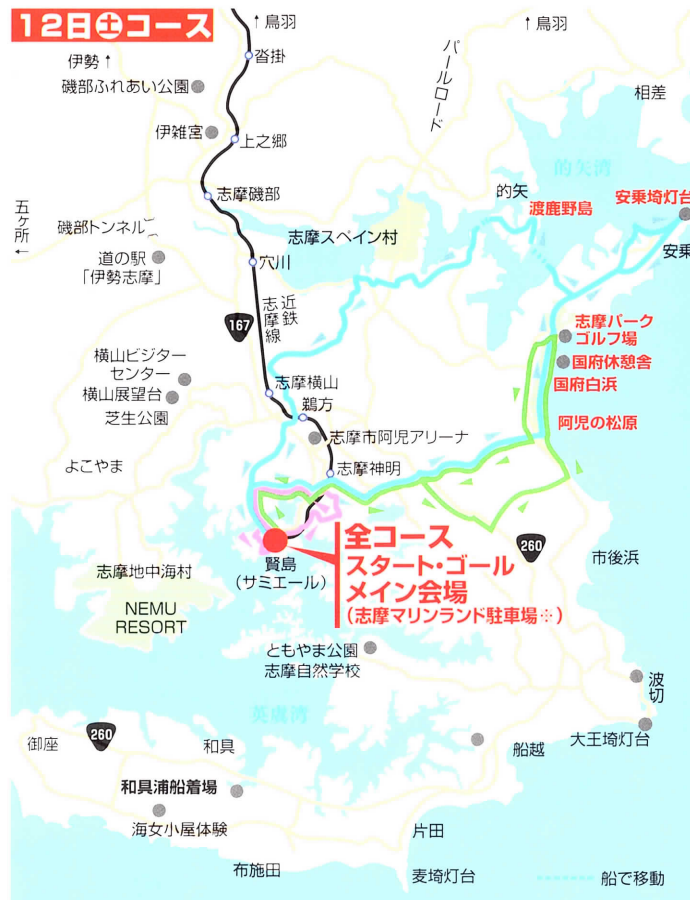 12日土コース
↑鳥羽
↑鳥羽
沓掛
伊勢↑
磯部ふれあい公園
パールロード
相差
伊雑宮
上之郷
的矢湾
志摩磯部
的矢
渡鹿野島
安乗埼灯台
五ヶ所
←
磯部トンネル
志摩スペイン村
安乗
道の駅
「伊勢志摩」
穴川
近鉄
志摩線
167
志摩パーク
ゴルフ場
横山ビジター
センター
国府休憩舎
国府白浜
志摩横山
横山展望台
鵜方
芝生公園
阿児の松原
志摩市阿児アリーナ
よこやま
志摩神明
全コース
スタート・ゴール
メイン会場
(志摩マリンランド駐車場※)
260
市後浜
賢島
(サミエール)
志摩地中海村
NEMU
RESORT
ともやま公園
志摩自然学校
波切
英虞湾
260
御座
和具
船越
大王埼灯台
和具浦船着場
海女小屋体験
片田
布施田
麦埼灯台
船で移動